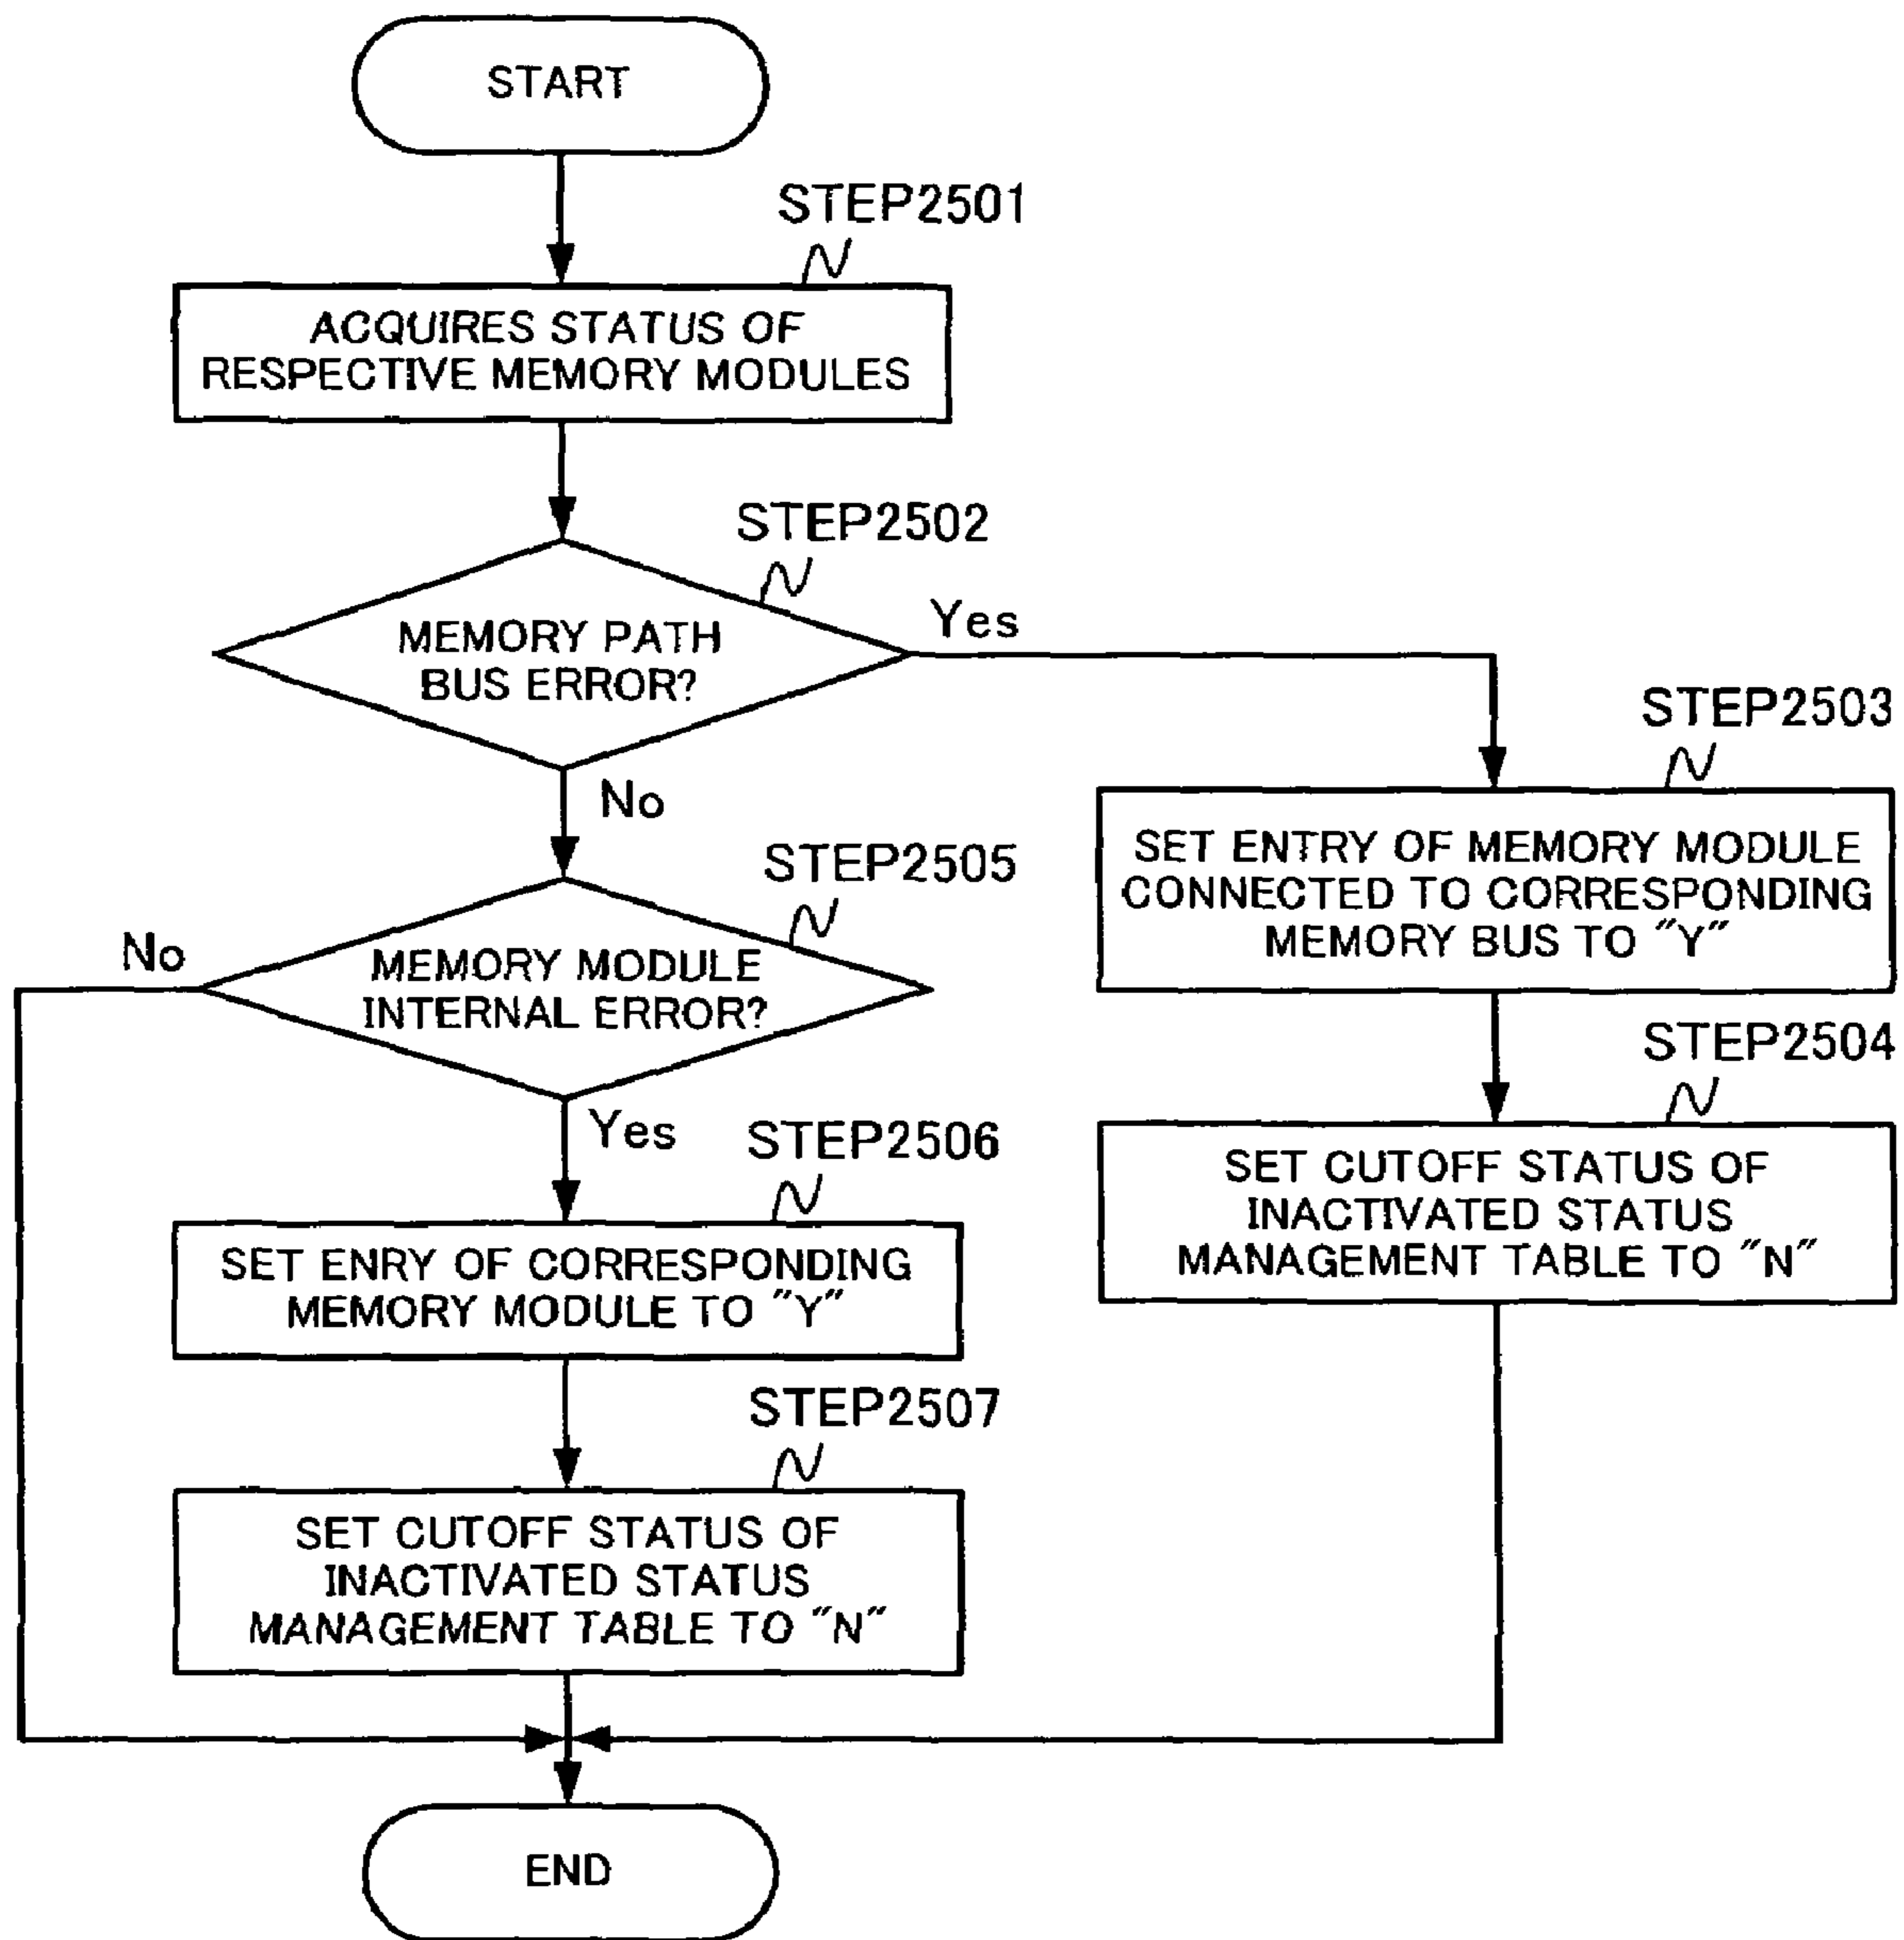 START
STEP2501
ACQUIRES STATUS OF
RESPECTIVE MEMORY MODULES
STEP2502
MEMORY PATH
BUS ERROR?
Yes
No
STEP2503
SET ENTRY OF MEMORY MODULE
CONNECTED TO CORRESPONDING
MEMORY BUS TO "Y"
STEP2504
SET CUTOFF STATUS OF
INACTIVATED STATUS
MANAGEMENT TABLE TO "N"
STEP2505
MEMORY MODULE
INTERNAL ERROR?
No
Yes
STEP2506
SET ENRY OF CORRESPONDING
MEMORY MODULE TO "Y"
STEP2507
SET CUTOFF STATUS OF
INACTIVATED STATUS
MANAGEMENT TABLE TO "N"
END